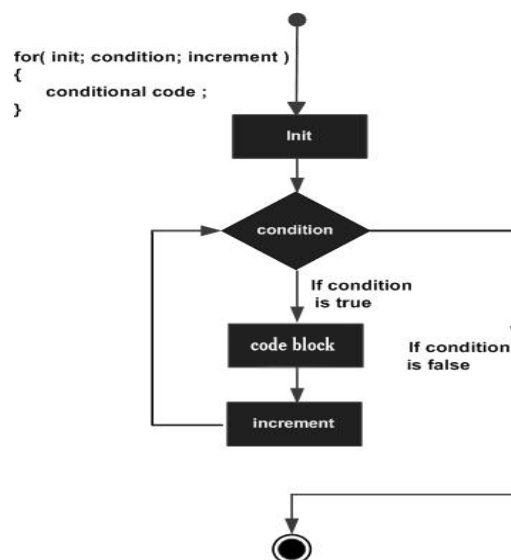 for( init; condition; increment )
{
conditional code ;
}
Init
condition
If condition
is true
code block
If condition
is false
increment